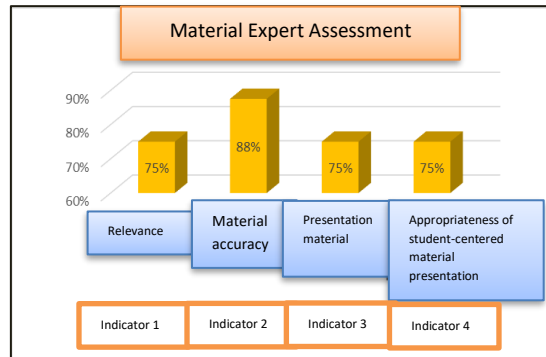 Material Expert Assessment
90%
80%
70%
60%
75%
88%
75%
75%
Relevance
Material
accuracy
Presentation
material
Appropriateness of
student-centered
material
presentation
Indicator 1
Indicator 2
Indicator 3
Indicator 4